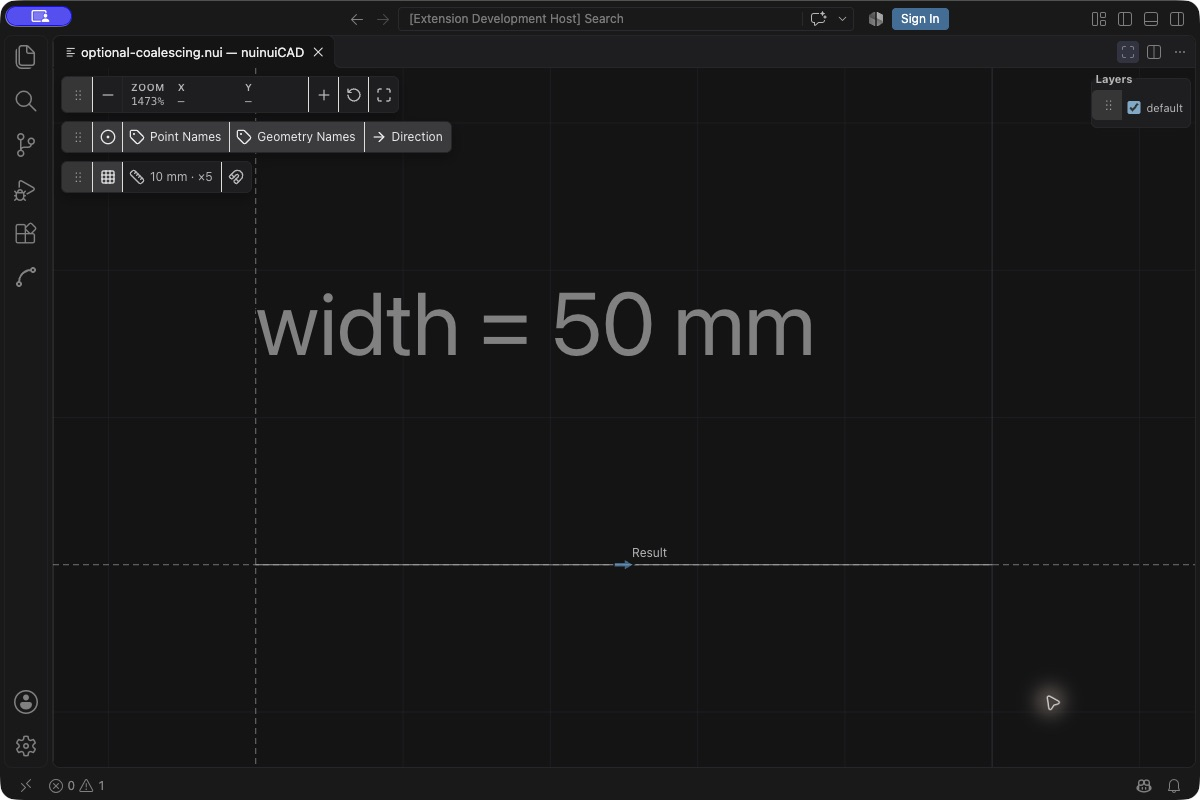 [Extension Development Host] Search
Sign In
optional-coalescing.nui — nuinuiCAD
ZOOM X Y
1473% – –
Point Names
Geometry Names
Direction
10 mm · ×5
Layers
default
width = 50 mm
Result
0
1